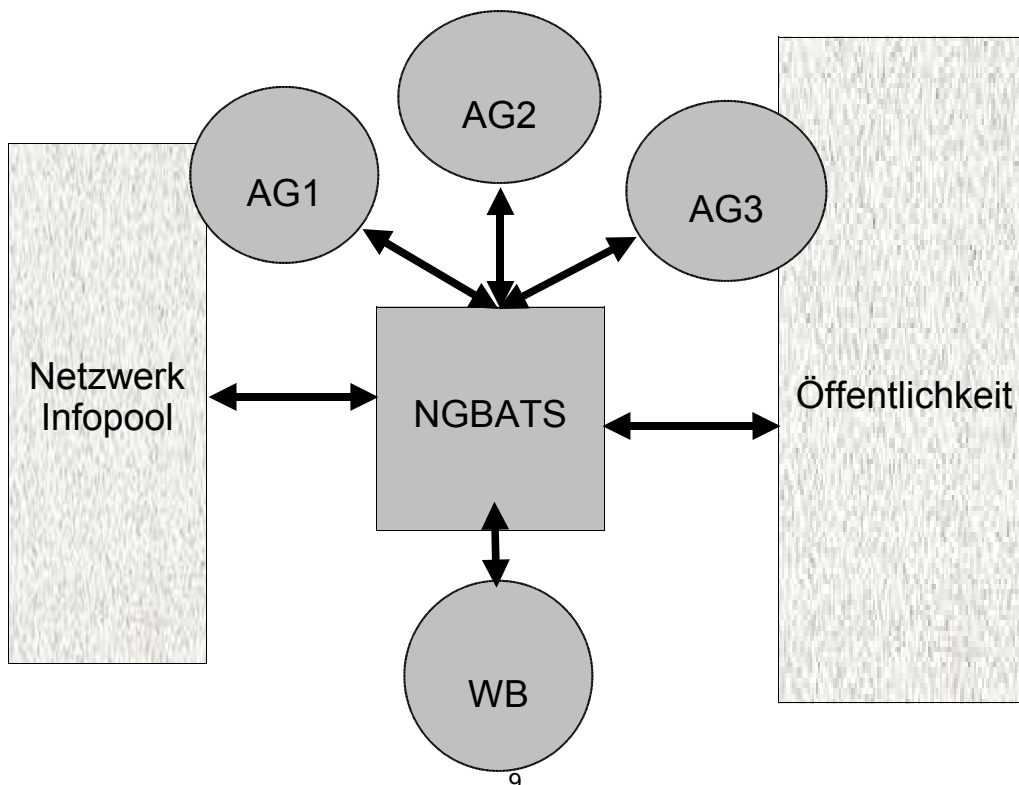 AG2
AG1
AG3
Netzwerk
Infopool
NGBATS
Öffentlichkeit
WB
9